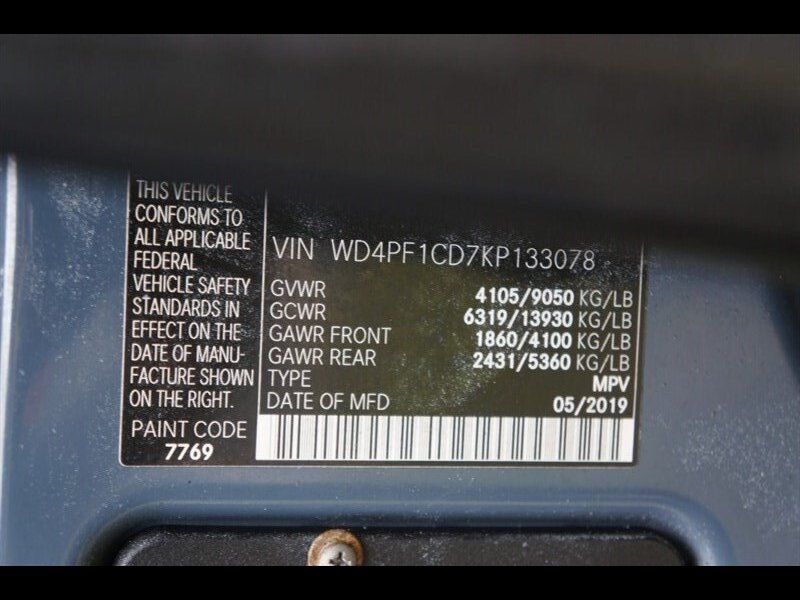 THIS VEHICLE
CONFORMS TO
ALL APPLICABLE
FEDERAL
VEHICLE SAFETY
STANDARDS IN
EFFECT ON THE
DATE OF MANU-
FACTURE SHOWN
ON THE RIGHT.
PAINT CODE
7769
VIN WD4PF1CD7KP133078
GVWR 4105/9050 KG/LB
GCWR 6319/13930 KG/LB
GAWR FRONT 1860/4100 KG/LB
GAWR REAR 2431/5360 KG/LB
TYPE MPV
DATE OF MFD 05/2019